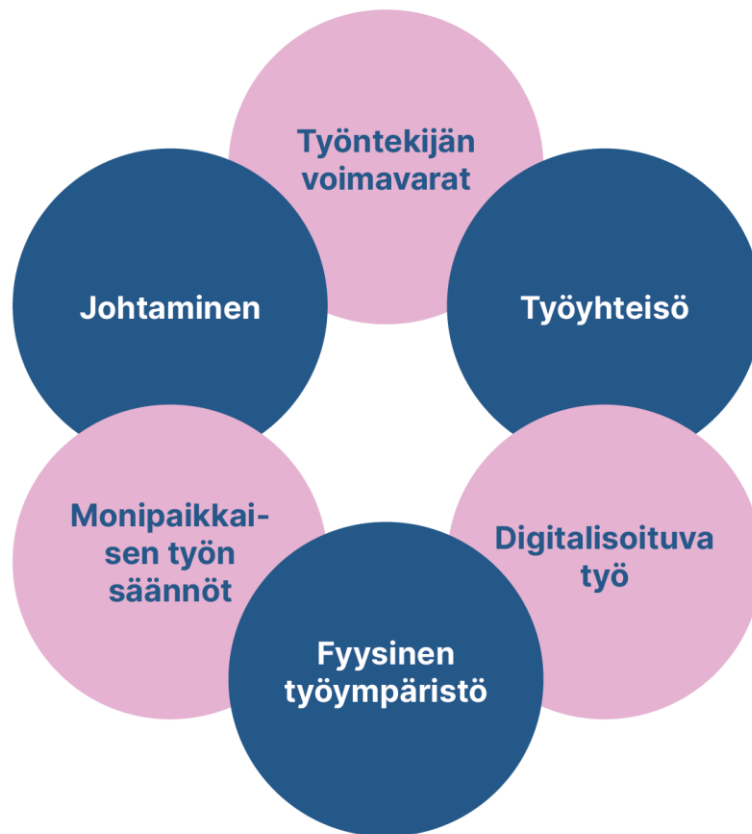 Työntekijän
voimavarat
Johtaminen
Työyhteisö
Monipaikkai-
sen työn
säännöt
Digitalisoituva
työ
Fyysinen
työympäristö